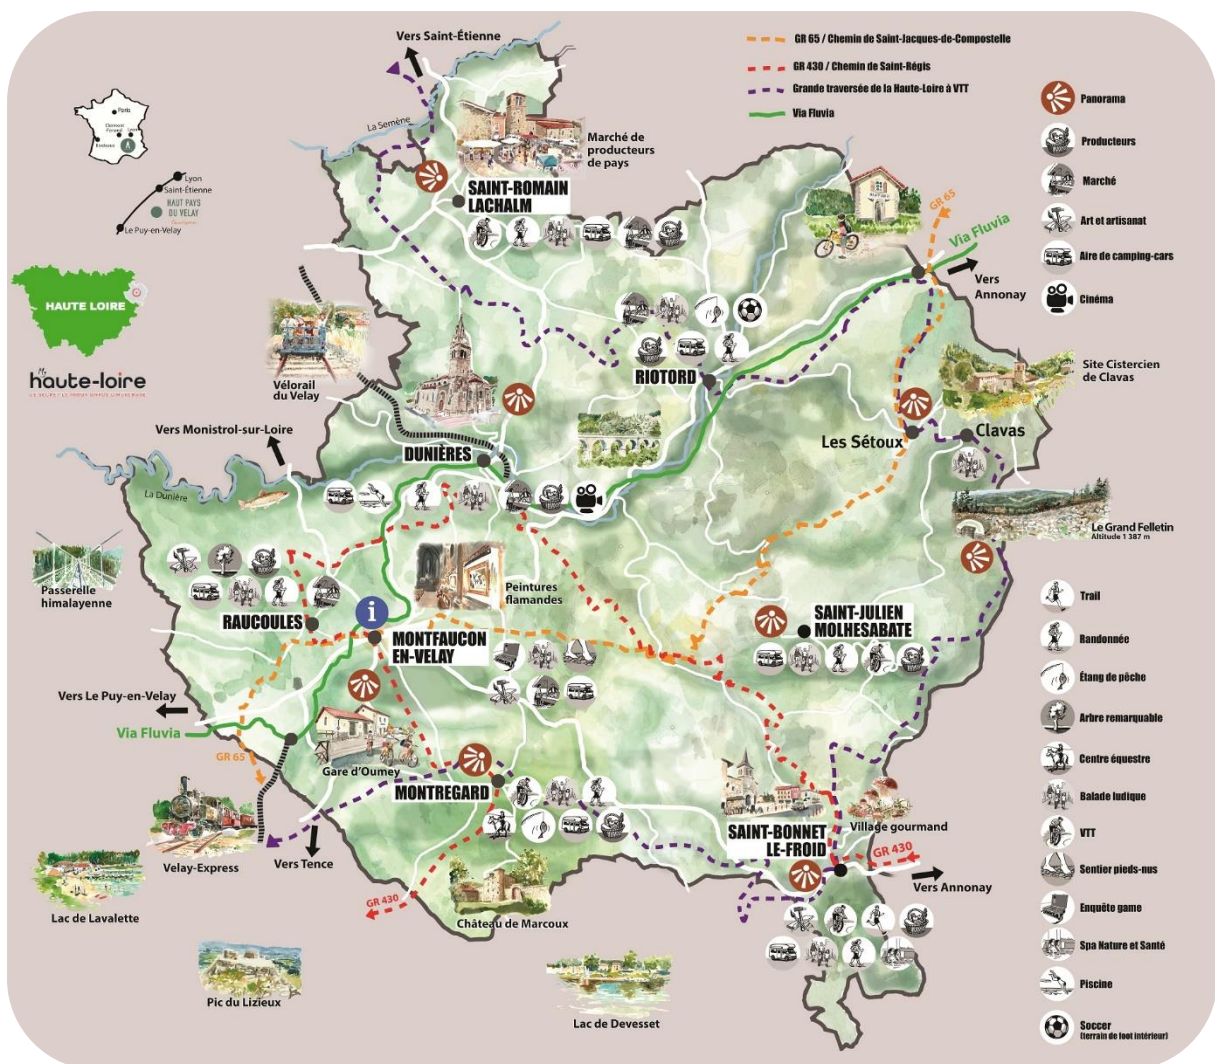 Vers Saint-Étienne
GR 65 / Chemin de Saint-Jacques-de-Compostelle
GR 430 / Chemin de Saint-Régis
Grande traversée de la Haute-Loire à VTT
Via Fluvia
Panorama
Producteurs
Marché
Art et artisanat
Aire de camping-cars
Cinéma
Paris
Lyon
Saint-Étienne
HAUT PAYS
DU VELAY
Le Puy-en-Velay
HAUTE LOIRE
My
haute-loire
La Semène
Marché de
producteurs
de pays
SAINT-ROMAIN
LACHALM
GR 65
Via Fluvia
Vers
Annonay
Vélorail
du Velay
RIOTORD
Site Cistercien
de Clavas
Les Sétoux
Clavas
Vers Monistrol-sur-Loire
DUNIÈRES
La Dunière
Le Grand Felletin
Altitude 1 387 m
Passerelle
himalayenne
Peintures
flamandes
RAUCOULES
i
MONTFAUCON
EN-VELAY
SAINT-JULIEN
MOLHESABATE
Vers Le Puy-en-Velay
Via Fluvia
GR 65
Gare d'Oumey
MONTREGARD
Velay-Express
Vers Tence
SAINT-BONNET
LE-FROID
Village gourmand
GR 430
Vers Annonay
Lac de Lavalette
GR 430
Château de Marcoux
Pic du Lizieux
Lac de Devesset
Trail
Randonnée
Étang de pêche
Arbre remarquable
Centre équestre
Balade ludique
VTT
Sentier pieds-nus
Enquête game
Spa Nature et Santé
Piscine
Soccer
(terrain de foot intérieur)